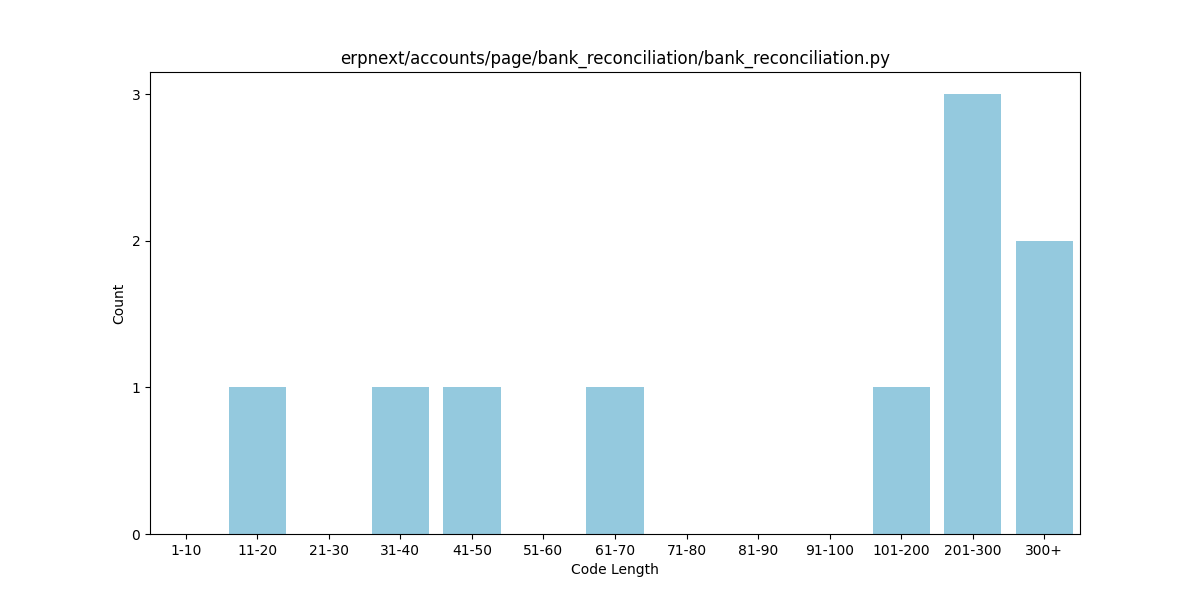 erpnext/accounts/page/bank_reconciliation/bank_reconciliation.py
3
2
1
0
Count
1-10 11-20 21-30 31-40 41-50 51-60 61-70 71-80 81-90 91-100 101-200 201-300 300+
Code Length